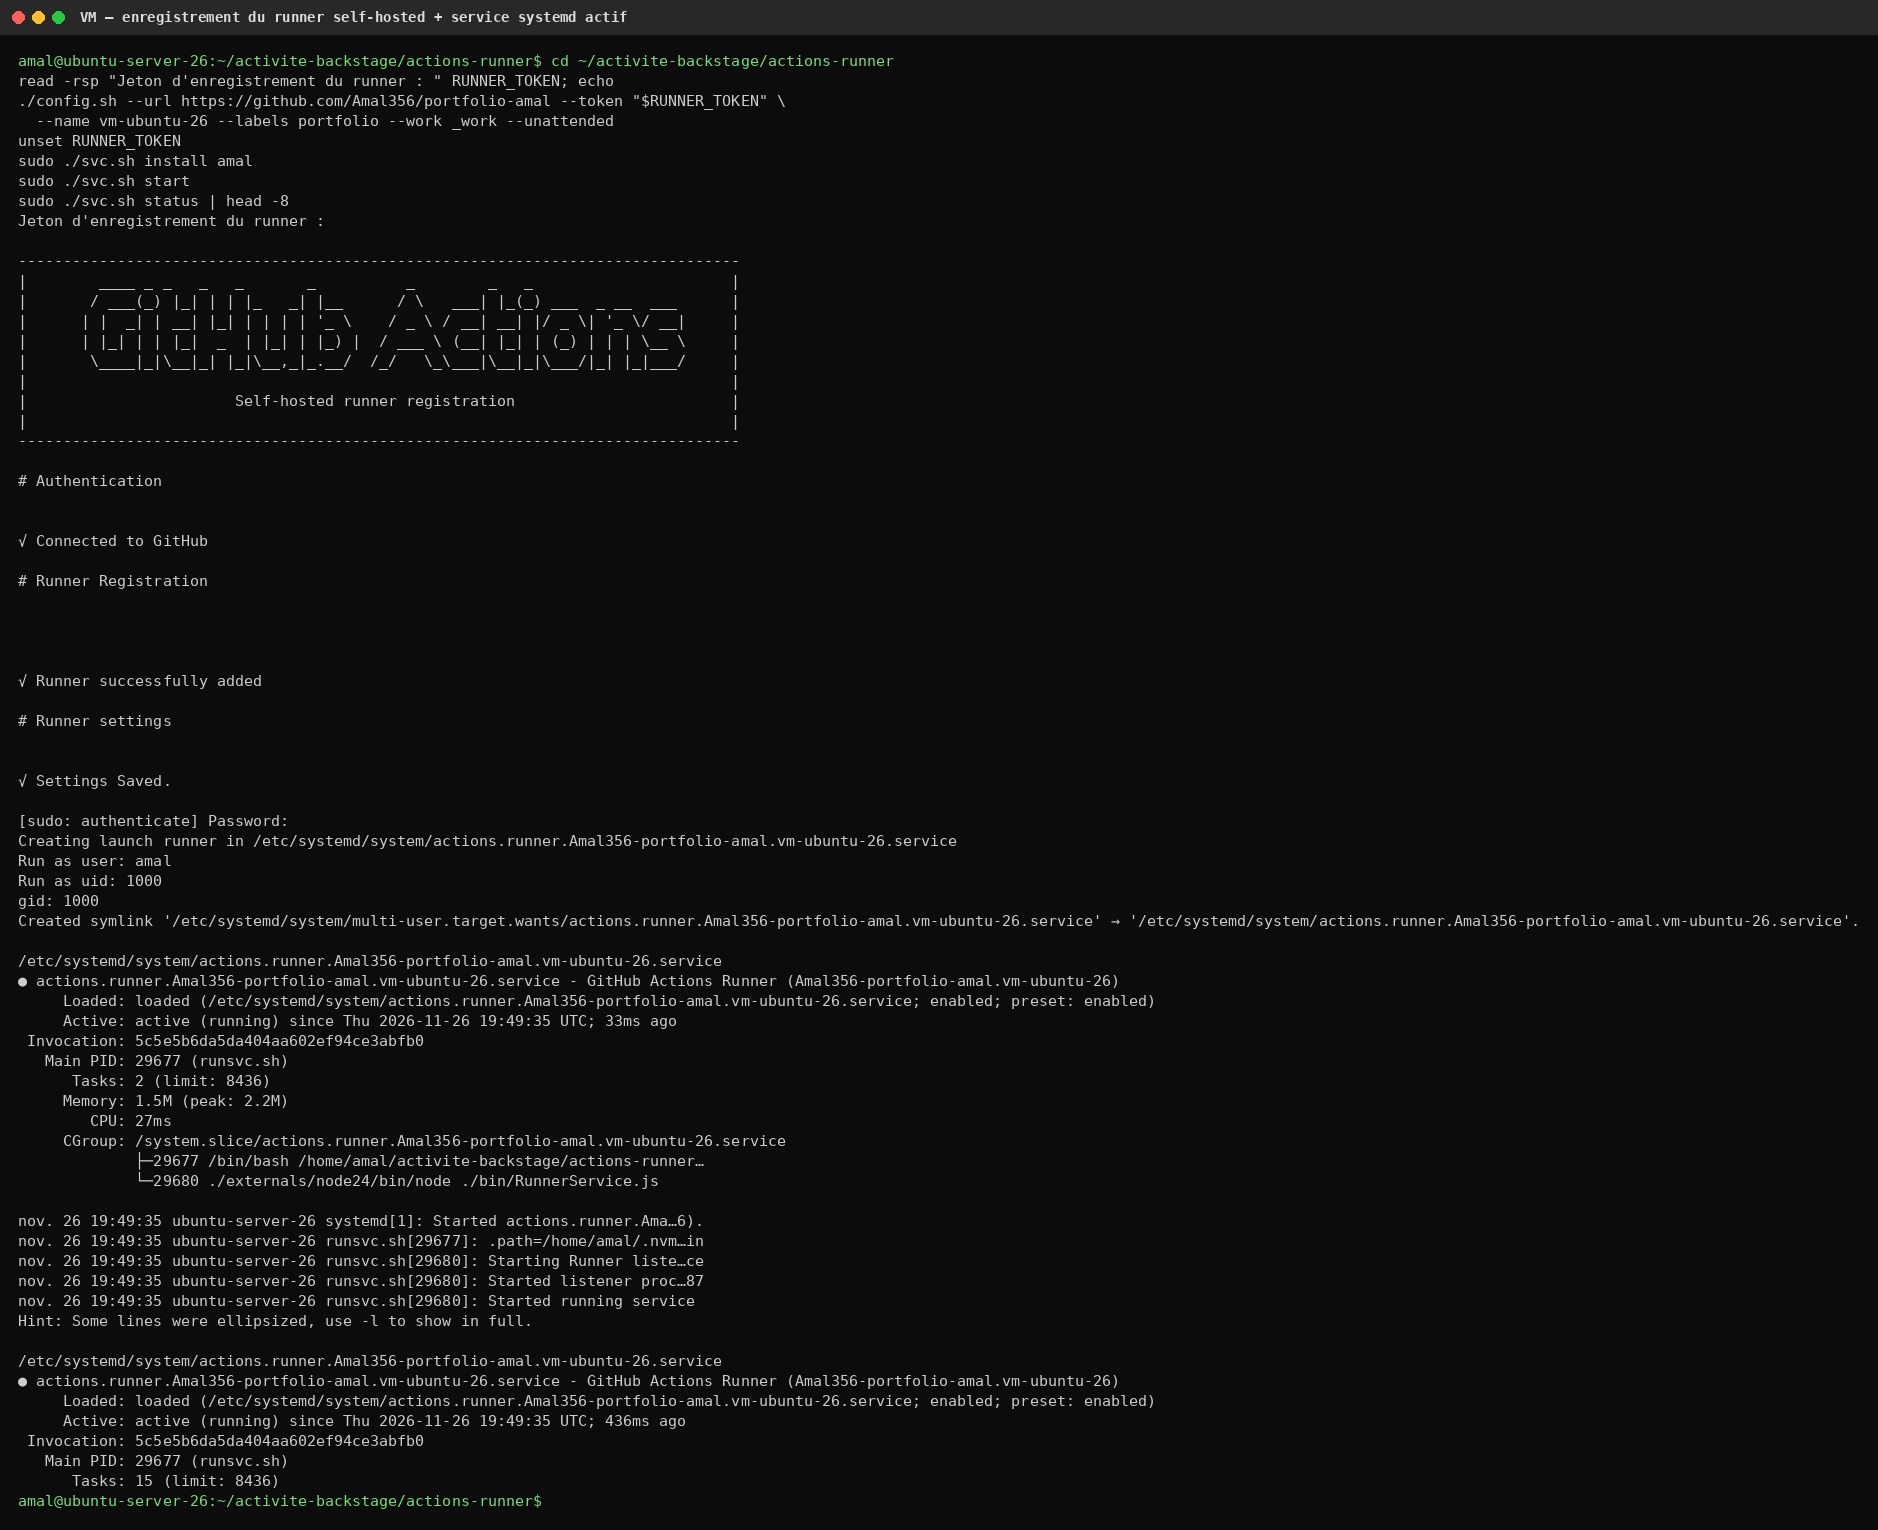 VM — enregistrement du runner self-hosted + service systemd actif
amal@ubuntu-server-26:~/activite-backstage/actions-runner$ cd ~/activite-backstage/actions-runner
read -rsp "Jeton d'enregistrement du runner : " RUNNER_TOKEN; echo
./config.sh --url https://github.com/Amal356/portfolio-amal --token "$RUNNER_TOKEN" \
  --name vm-ubuntu-26 --labels portfolio --work _work --unattended
unset RUNNER_TOKEN
sudo ./svc.sh install amal
sudo ./svc.sh start
sudo ./svc.sh status | head -8
Jeton d'enregistrement du runner :

--------------------------------------------------------------------------------
|        ____ _ _   _   _       _          _        _   _                      |
|       / ___(_) |_| | | |_   _| |__      / \   ___| |_(_) ___  _ __  ___      |
|      | |  _| | __| |_| | | | | '_ \    / _ \ / __| __| |/ _ \| '_ \/ __|     |
|      | |_| | | |_|  _  | |_| | |_) |  / ___ \ (__| |_| | (_) | | | \__ \     |
|       \____|_|\__|_| |_|\__,_|_.__/  /_/   \_\___|\__|_|\___/|_| |_|___/     |
|                                                                              |
|                       Self-hosted runner registration                        |
|                                                                              |
--------------------------------------------------------------------------------

# Authentication


√ Connected to GitHub

# Runner Registration




√ Runner successfully added

# Runner settings


√ Settings Saved.

[sudo: authenticate] Password:
Creating launch runner in /etc/systemd/system/actions.runner.Amal356-portfolio-amal.vm-ubuntu-26.service
Run as user: amal
Run as uid: 1000
gid: 1000
Created symlink '/etc/systemd/system/multi-user.target.wants/actions.runner.Amal356-portfolio-amal.vm-ubuntu-26.service' → '/etc/systemd/system/actions.runner.Amal356-portfolio-amal.vm-ubuntu-26.service'.

/etc/systemd/system/actions.runner.Amal356-portfolio-amal.vm-ubuntu-26.service
● actions.runner.Amal356-portfolio-amal.vm-ubuntu-26.service - GitHub Actions Runner (Amal356-portfolio-amal.vm-ubuntu-26)
     Loaded: loaded (/etc/systemd/system/actions.runner.Amal356-portfolio-amal.vm-ubuntu-26.service; enabled; preset: enabled)
     Active: active (running) since Thu 2026-11-26 19:49:35 UTC; 33ms ago
 Invocation: 5c5e5b6da5da404aa602ef94ce3abfb0
   Main PID: 29677 (runsvc.sh)
      Tasks: 2 (limit: 8436)
     Memory: 1.5M (peak: 2.2M)
        CPU: 27ms
     CGroup: /system.slice/actions.runner.Amal356-portfolio-amal.vm-ubuntu-26.service
             ├─29677 /bin/bash /home/amal/activite-backstage/actions-runner…
             └─29680 ./externals/node24/bin/node ./bin/RunnerService.js

nov. 26 19:49:35 ubuntu-server-26 systemd[1]: Started actions.runner.Ama…6).
nov. 26 19:49:35 ubuntu-server-26 runsvc.sh[29677]: .path=/home/amal/.nvm…in
nov. 26 19:49:35 ubuntu-server-26 runsvc.sh[29680]: Starting Runner liste…ce
nov. 26 19:49:35 ubuntu-server-26 runsvc.sh[29680]: Started listener proc…87
nov. 26 19:49:35 ubuntu-server-26 runsvc.sh[29680]: Started running service
Hint: Some lines were ellipsized, use -l to show in full.

/etc/systemd/system/actions.runner.Amal356-portfolio-amal.vm-ubuntu-26.service
● actions.runner.Amal356-portfolio-amal.vm-ubuntu-26.service - GitHub Actions Runner (Amal356-portfolio-amal.vm-ubuntu-26)
     Loaded: loaded (/etc/systemd/system/actions.runner.Amal356-portfolio-amal.vm-ubuntu-26.service; enabled; preset: enabled)
     Active: active (running) since Thu 2026-11-26 19:49:35 UTC; 436ms ago
 Invocation: 5c5e5b6da5da404aa602ef94ce3abfb0
   Main PID: 29677 (runsvc.sh)
      Tasks: 15 (limit: 8436)
amal@ubuntu-server-26:~/activite-backstage/actions-runner$